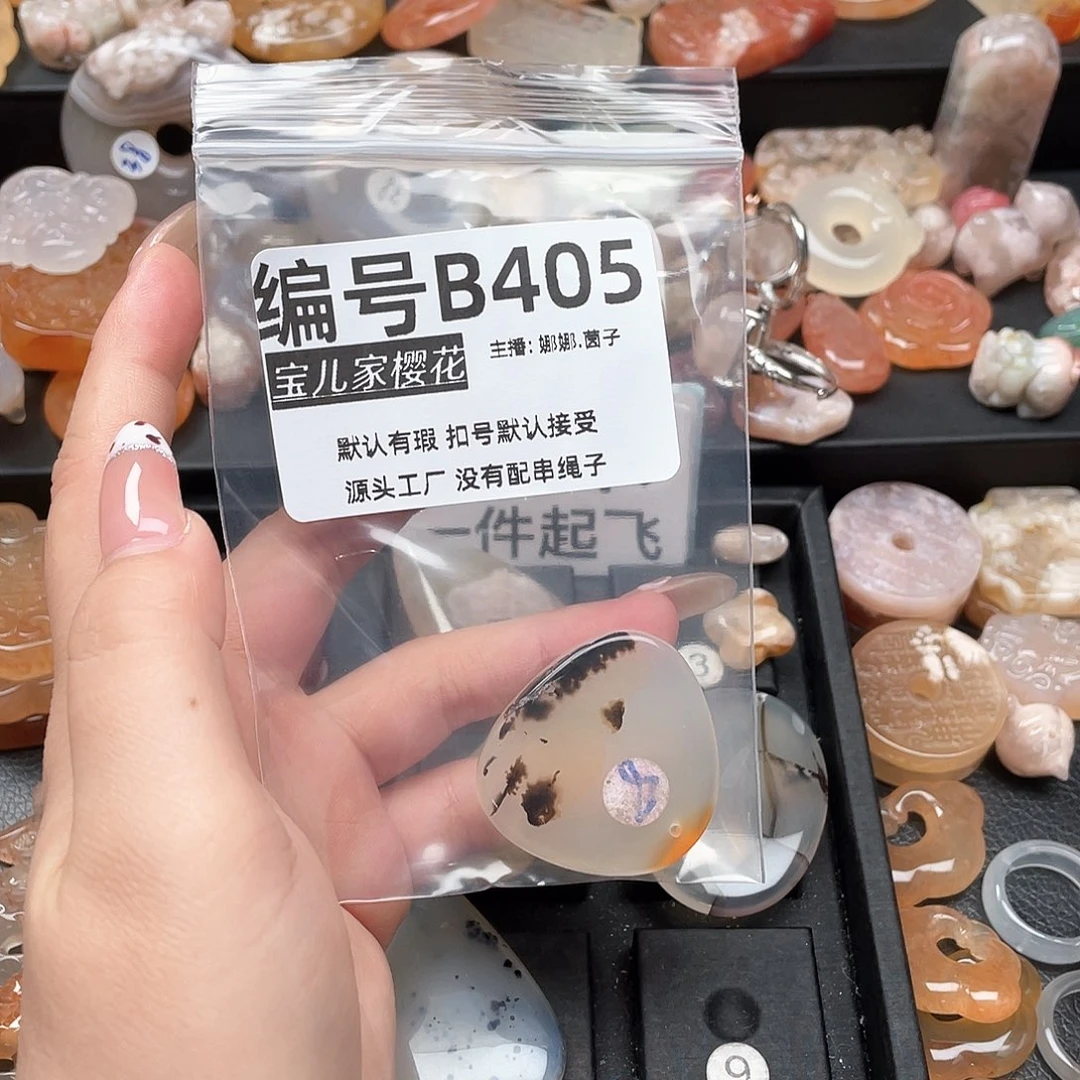 编号B405
宝儿家樱花
主播:娜娜.茵子
默认有瑕 扣号默认接受
源头工厂 没有配串绳子
一件起飞
3
9